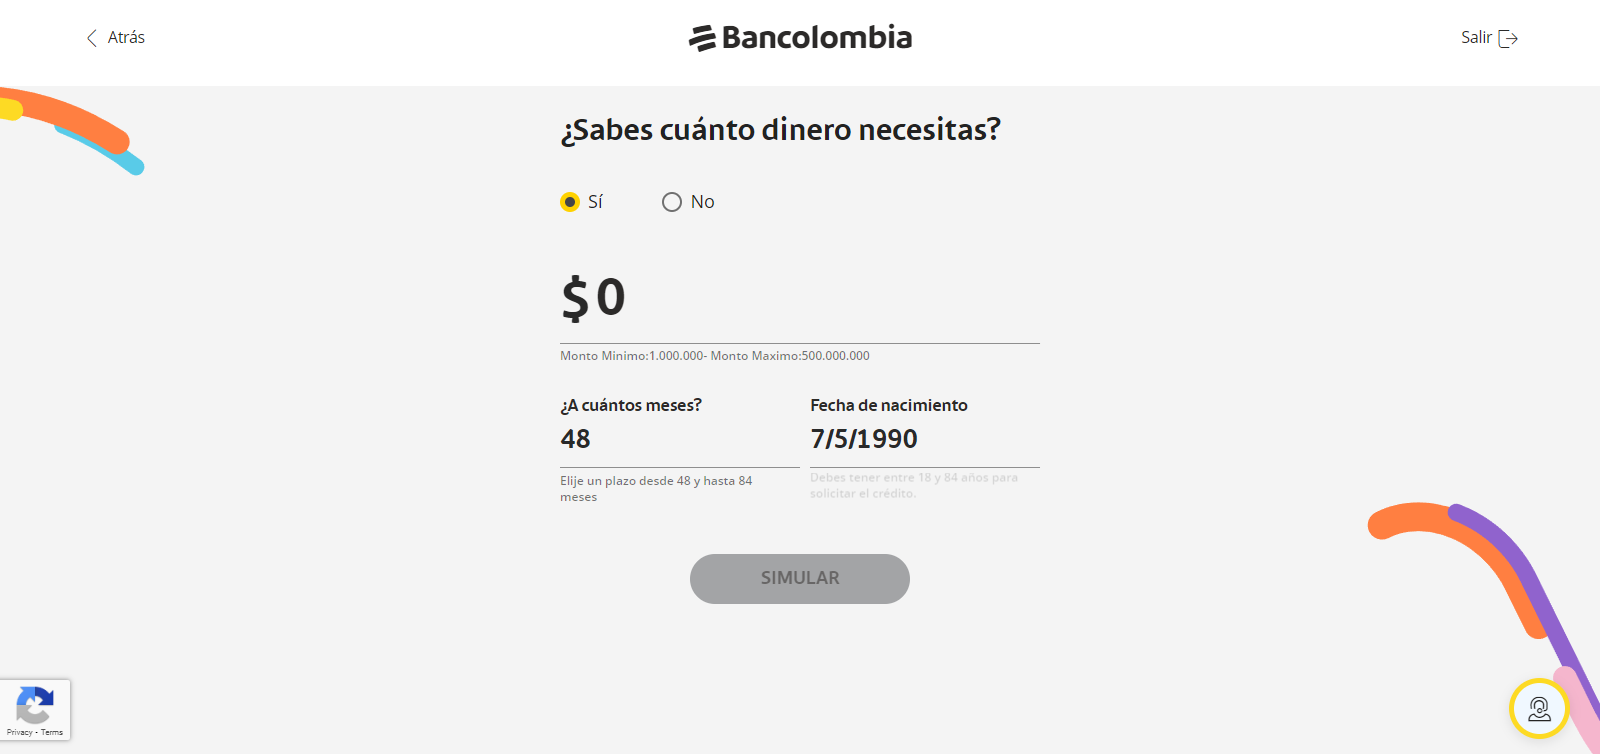 Atrás
Bancolombia
Salir
¿Sabes cuánto dinero necesitas?
Sí
No
$ 0
Monto Minimo:1.000.000- Monto Maximo:500.000.000
¿A cuántos meses?
48
Elije un plazo desde 48 y hasta 84
meses
Fecha de nacimiento
7/5/1990
Debes tener entre 18 y 84 años para
solicitar el crédito.
SIMULAR
Privacy - Terms